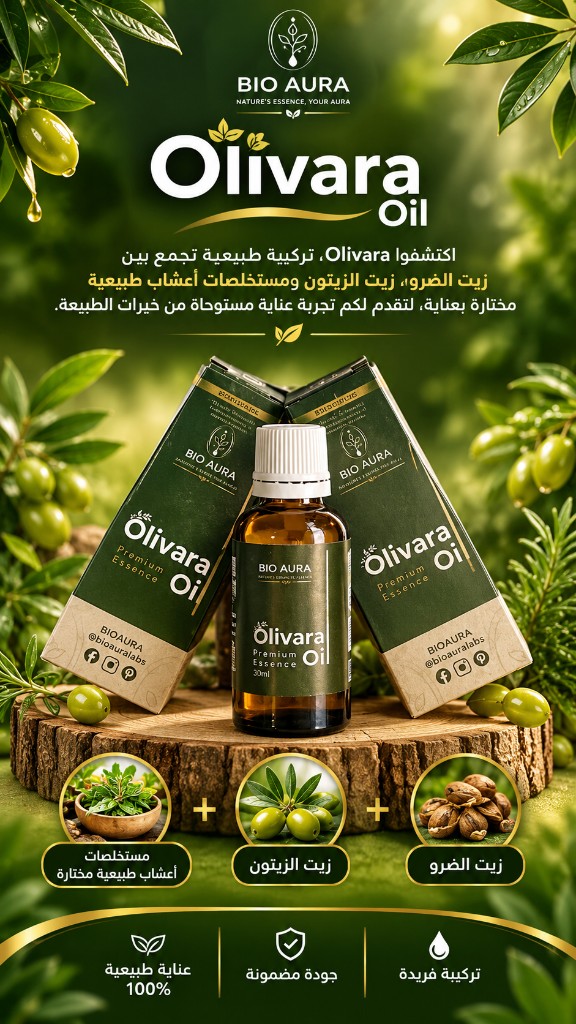 BIO AURA
NATURE'S ESSENCE, YOUR AURA
Olivara
Oil
اكتشفوا Olivara، تركيبة طبيعية تجمع بين
زيت الضرو، زيت الزيتون ومستخلصات أعشاب طبيعية
مختارة بعناية، لتقدم لكم تجربة عناية مستوحاة من خيرات الطبيعة.
BIO AURA
Olivara
Oil
Premium
Essence
BIOAURA
@bioauralabs
BIO AURA
Olivara
Oil
Premium
Essence
BIOAURA
@bioauralabs
BIO AURA
Olivara
Oil
Premium
Essence
30ml
زيت الضرو
+
زيت الزيتون
+
مستخلصات
أعشاب طبيعية مختارة
تركيبة فريدة
جودة مضمونة
عناية طبيعية
100%